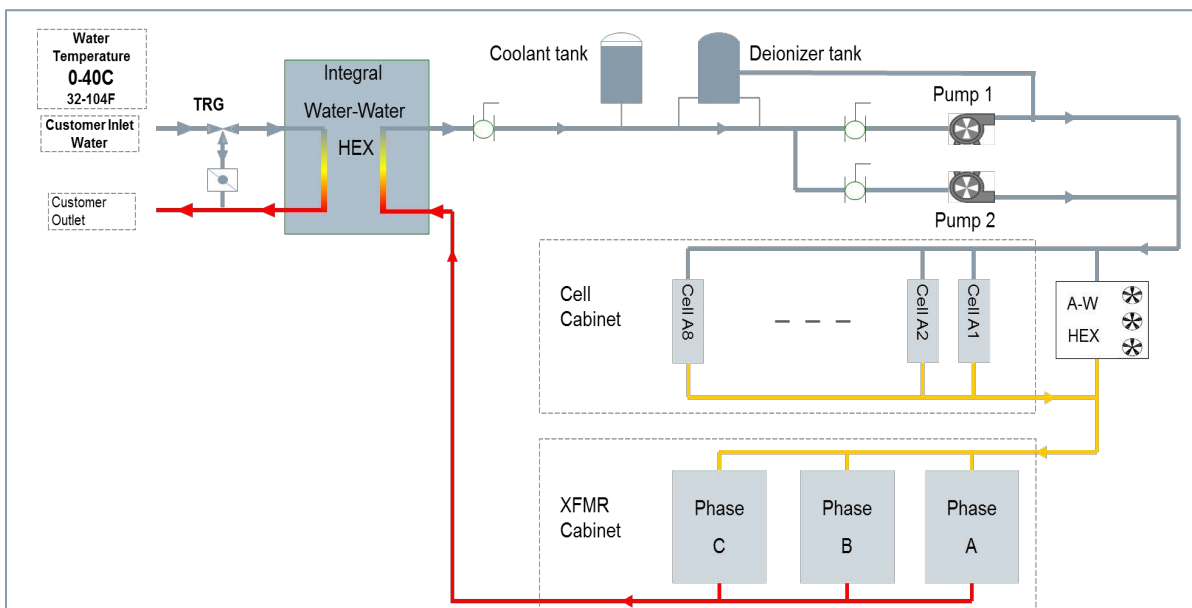 Water
Temperature
0-40C
32-104F
TRG
Customer Inlet
Water
Customer
Outlet
Integral
Water-Water
HEX
Coolant tank
Deionizer tank
Pump 1
Pump 2
Cell
Cabinet
Cell A8
Cell A2
Cell A1
A-W
HEX
XFMR
Cabinet
Phase
C
Phase
B
Phase
A